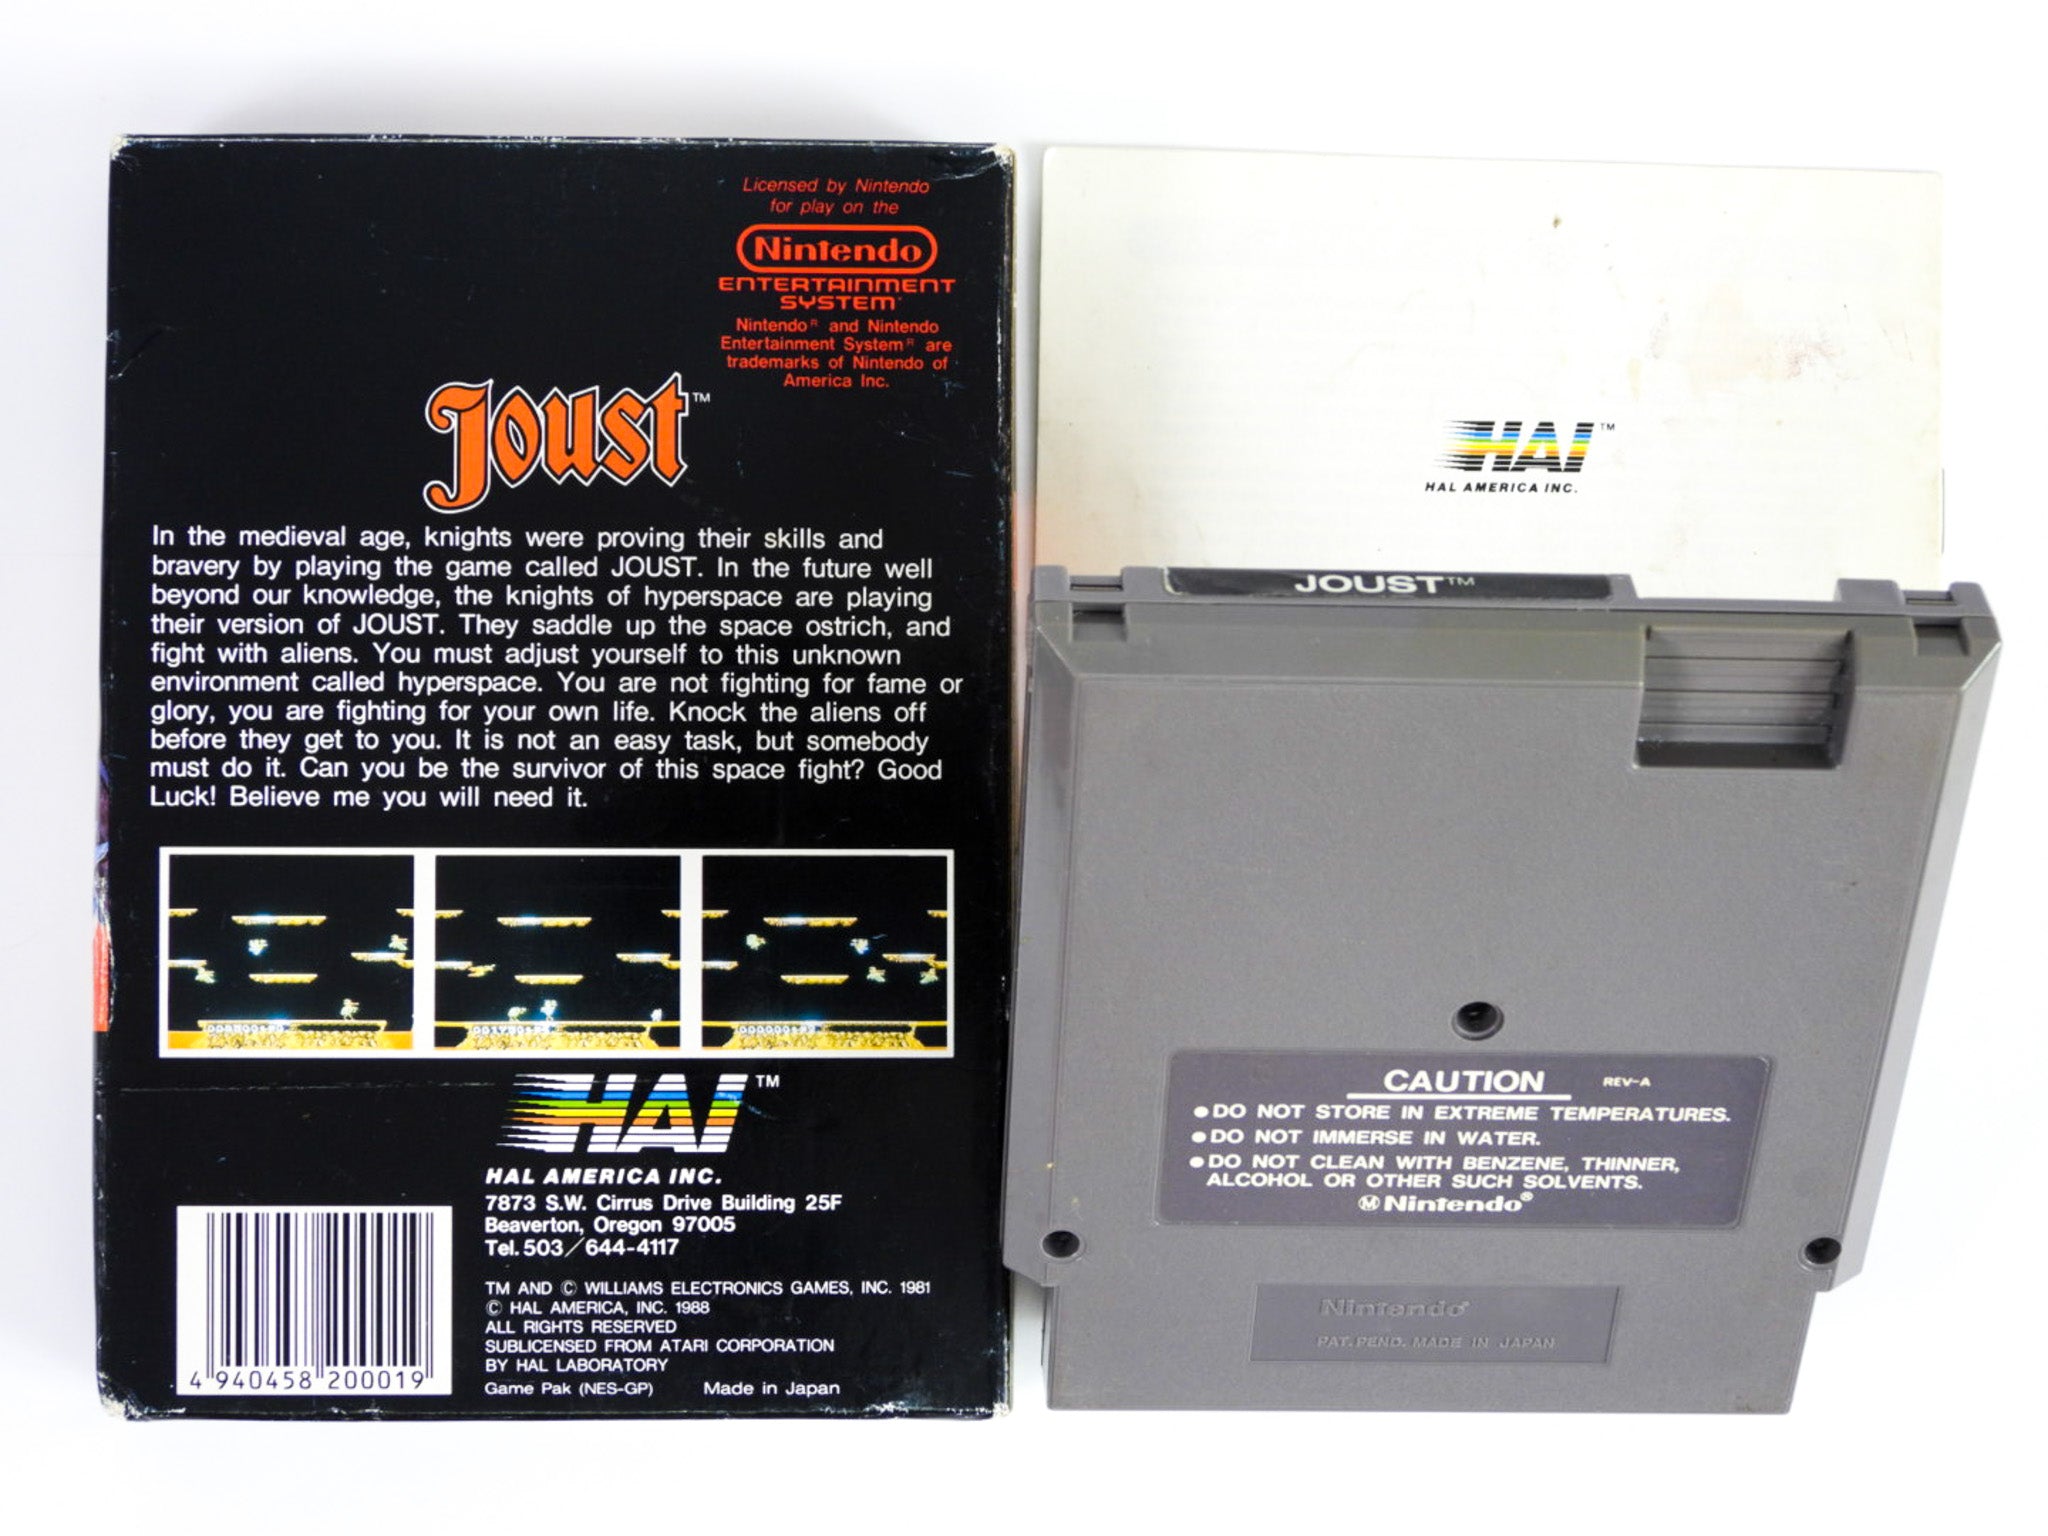 Licensed by Nintendo
for play on the
Nintendo
ENTERTAINMENT
SYSTEM
Nintendo® and Nintendo
Entertainment System® are
trademarks of Nintendo of
America Inc.
Joust™
In the medieval age, knights were proving their skills and
bravery by playing the game called JOUST. In the future well
beyond our knowledge, the knights of hyperspace are playing
their version of JOUST. They saddle up the space ostrich, and
fight with aliens. You must adjust yourself to this unknown
environment called hyperspace. You are not fighting for fame or
glory, you are fighting for your own life. Knock the aliens off
before they get to you. It is not an easy task, but somebody
must do it. Can you be the survivor of this space fight? Good
Luck! Believe me you will need it.
HAL™
HAL AMERICA INC.
7873 S.W. Cirrus Drive Building 25F
Beaverton, Oregon 97005
Tel. 503/644-4117
TM AND © WILLIAMS ELECTRONICS GAMES, INC. 1981
© HAL AMERICA, INC. 1988
ALL RIGHTS RESERVED
SUBLICENSED FROM ATARI CORPORATION
BY HAL LABORATORY
Game Pak (NES-GP) Made in Japan
4 940458 200019
HAL™
HAL AMERICA INC.
JOUST™
CAUTION REV-A
●DO NOT STORE IN EXTREME TEMPERATURES.
●DO NOT IMMERSE IN WATER.
●DO NOT CLEAN WITH BENZENE, THINNER,
ALCOHOL OR OTHER SUCH SOLVENTS.
Nintendo®
Nintendo®
PAT. PEND. MADE IN JAPAN